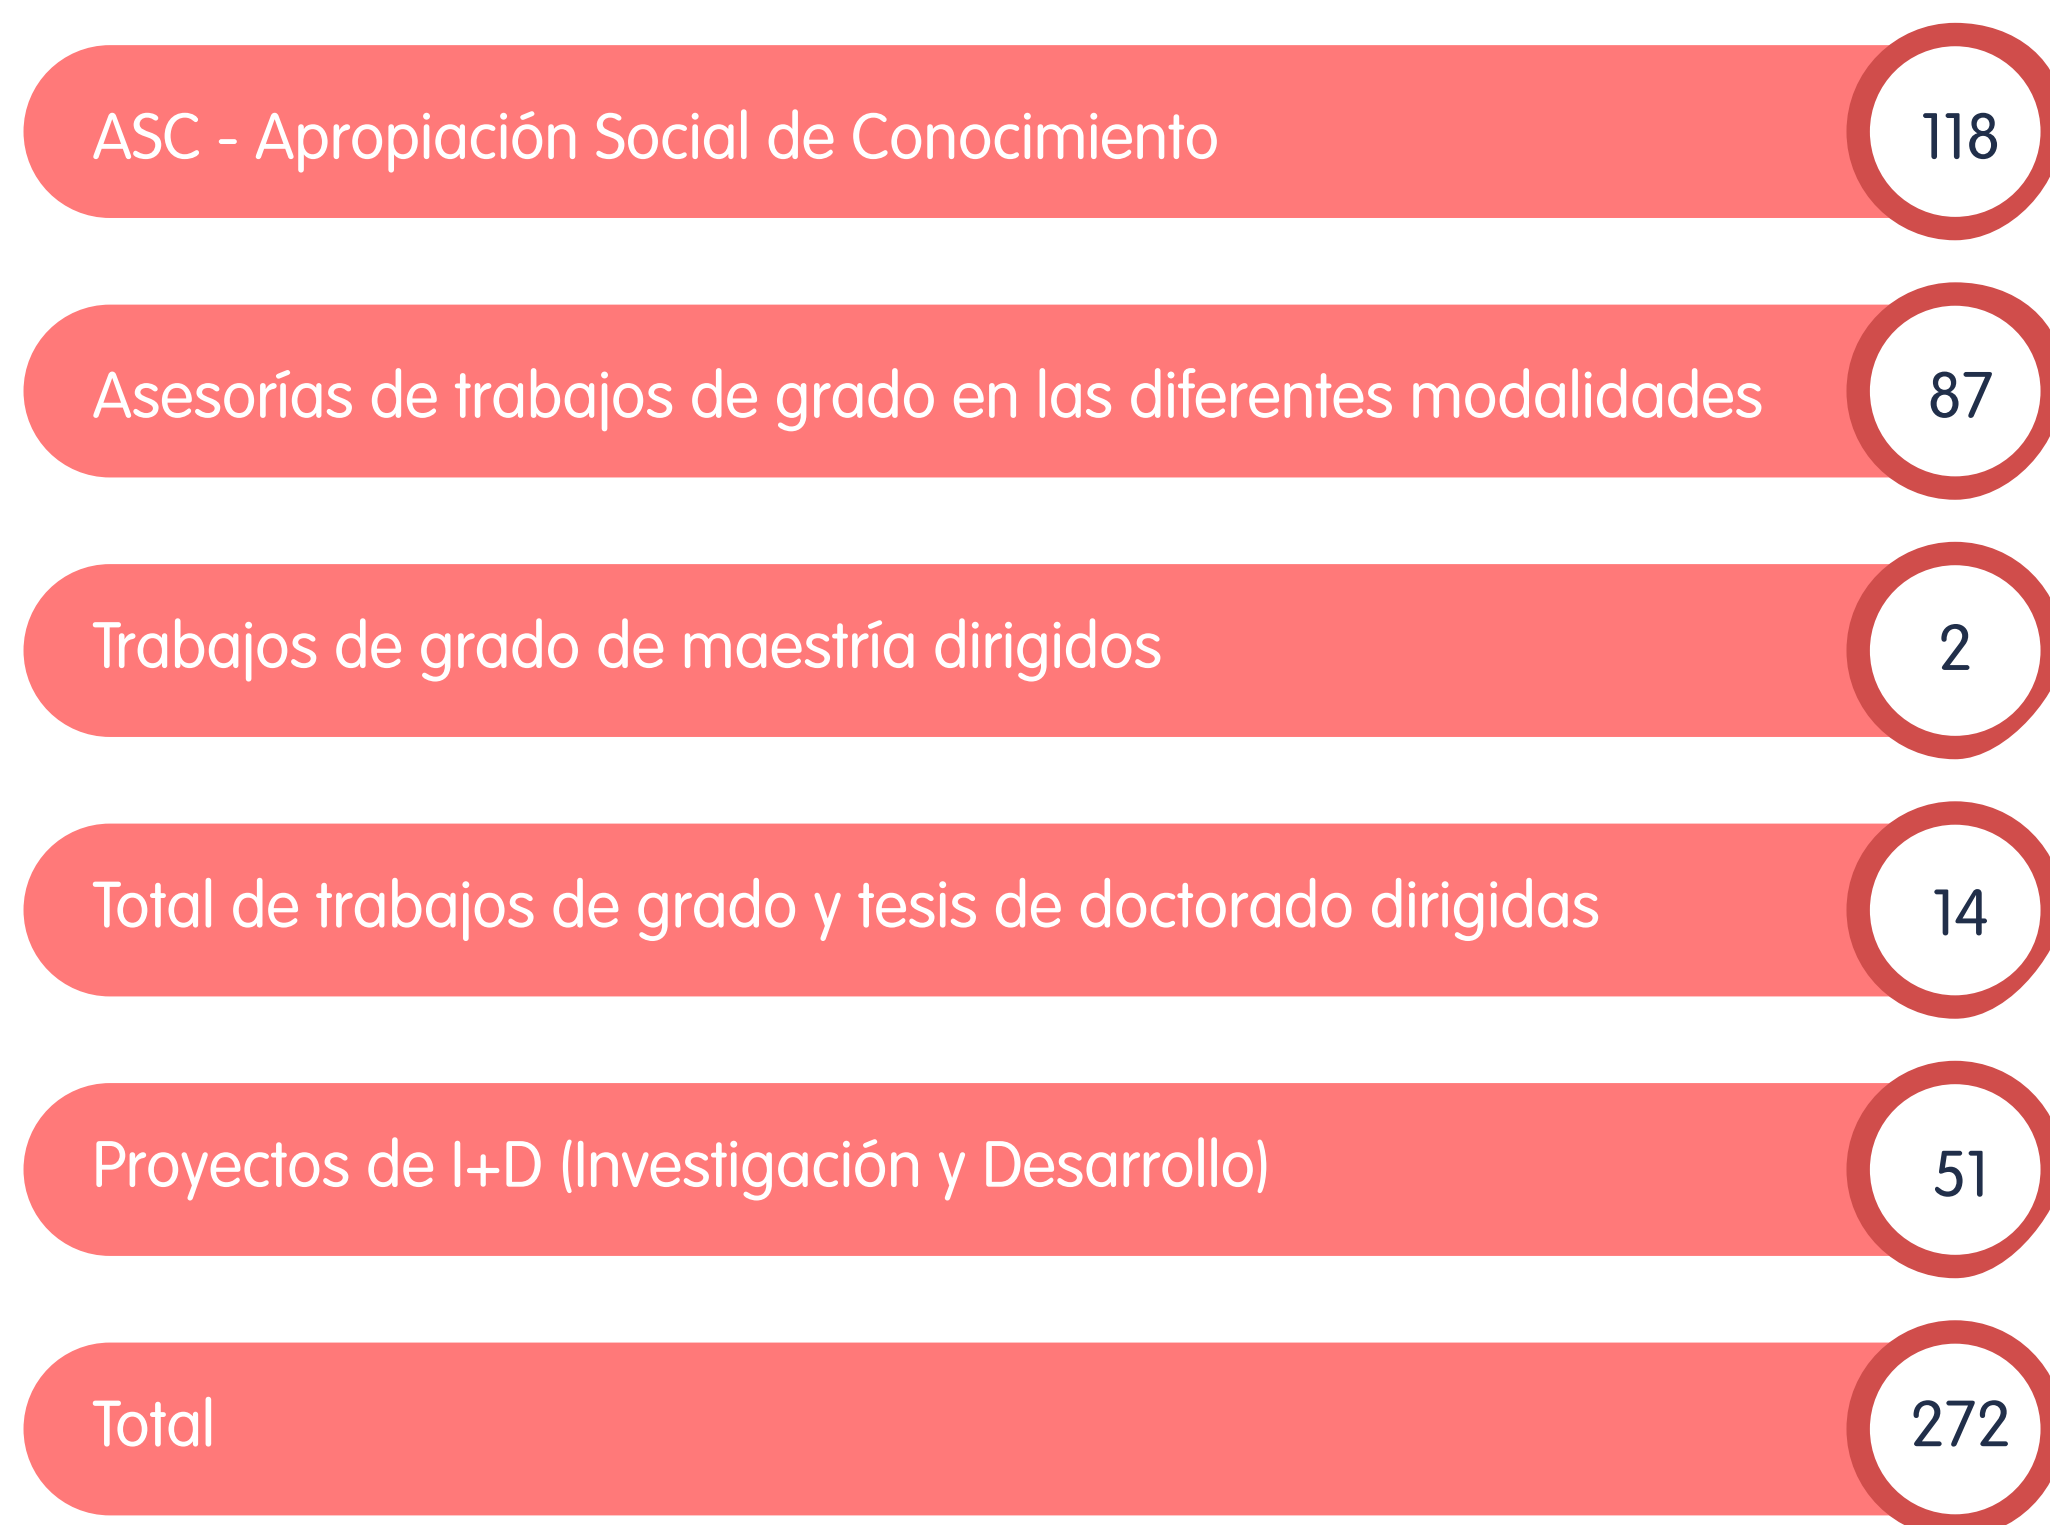 ASC - Apropiación Social de Conocimiento 118
Asesorías de trabajos de grado en las diferentes modalidades 87
Trabajos de grado de maestría dirigidos 2
Total de trabajos de grado y tesis de doctorado dirigidas 14
Proyectos de I+D (Investigación y Desarrollo) 51
Total 272